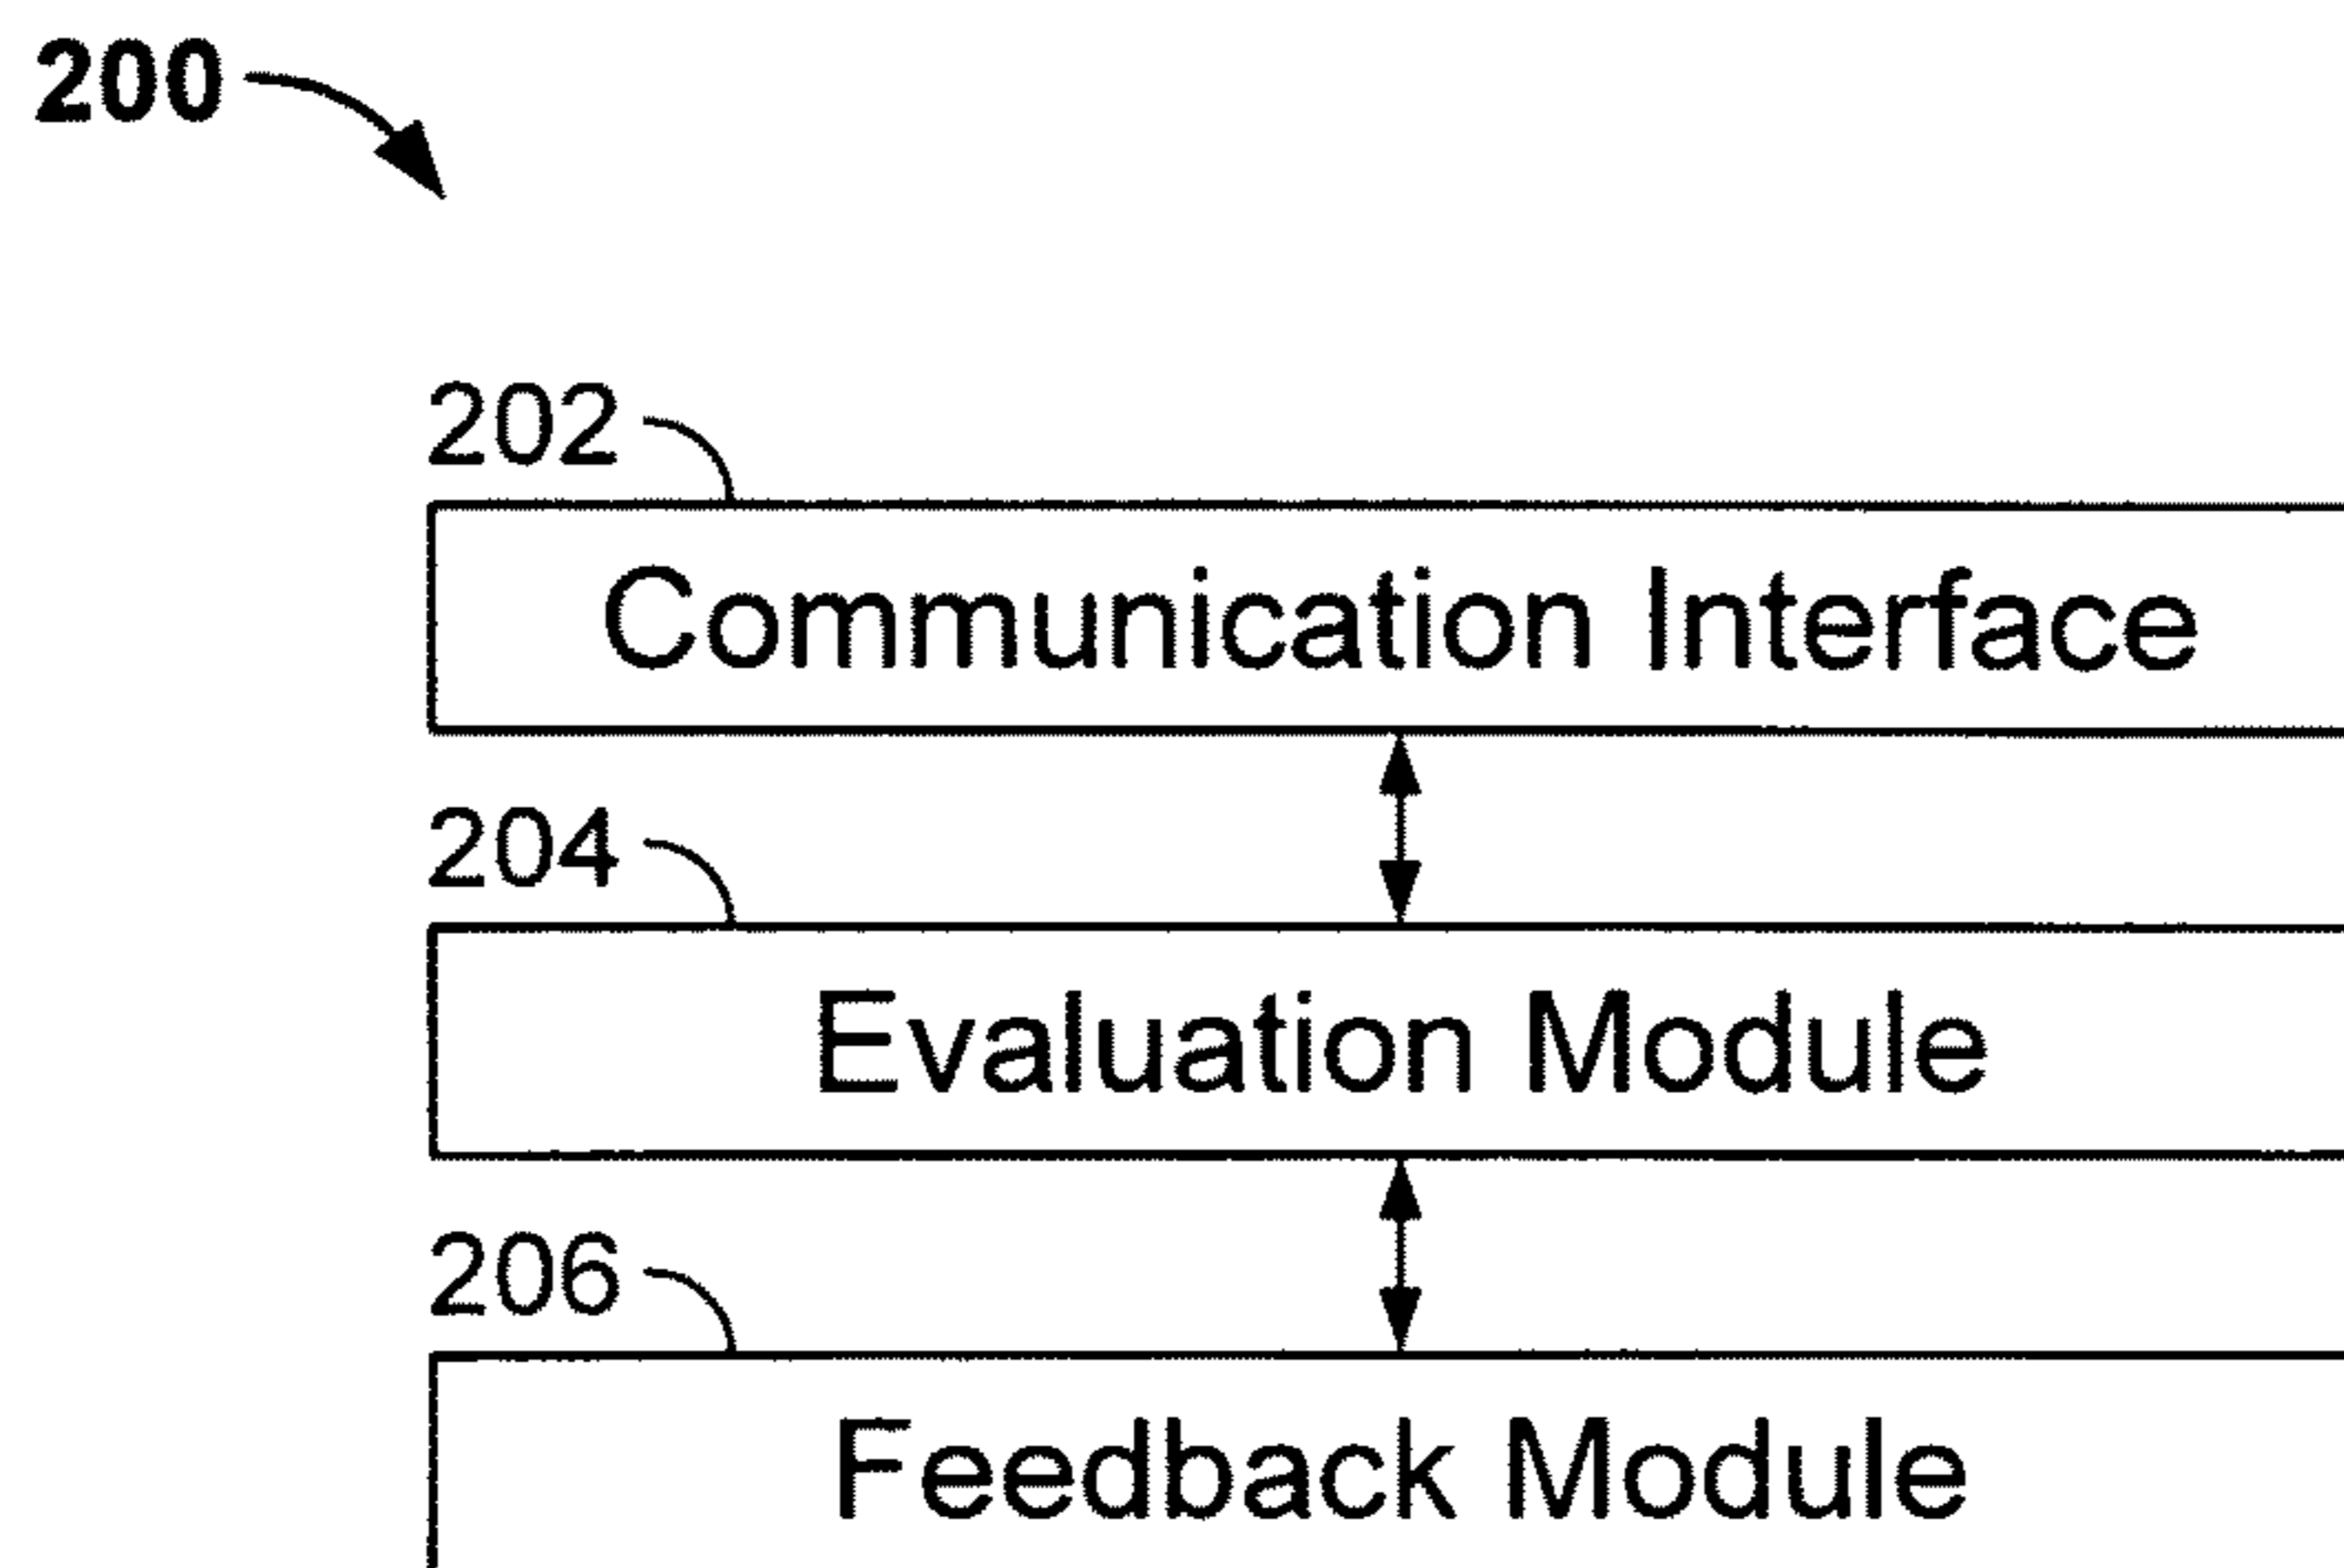 200
202
Communication Interface
204
Evaluation Module
206
Feedback Module